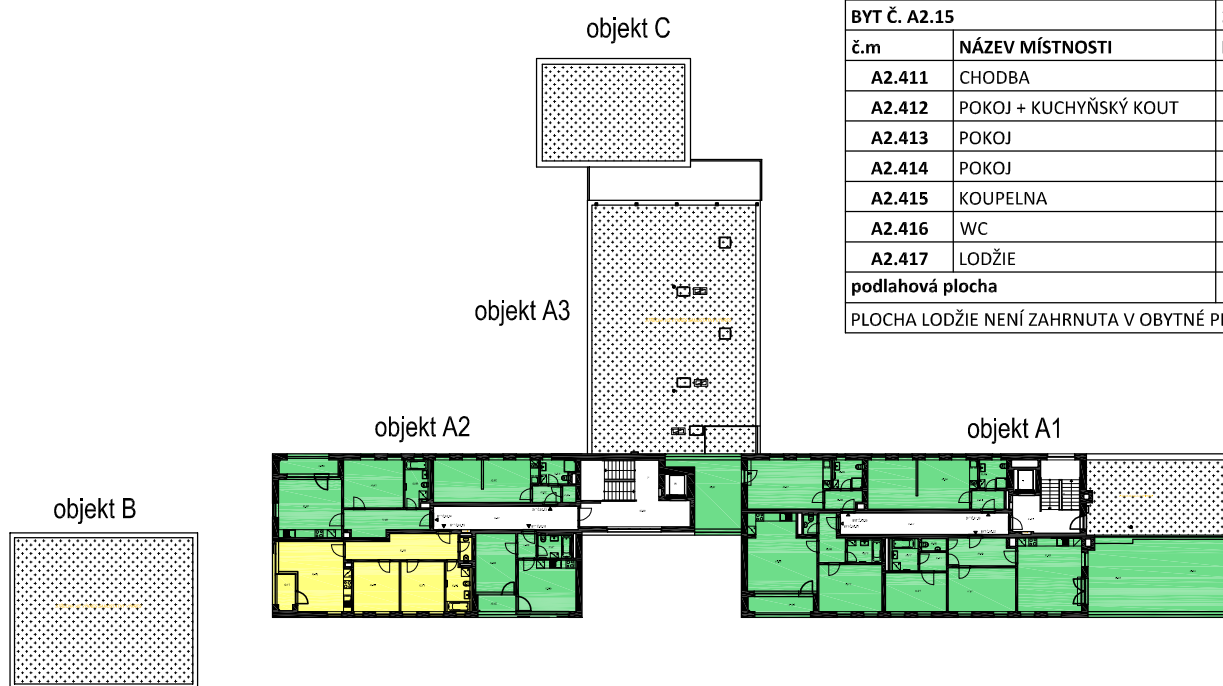 objekt C
BYT Č. A2.15
č.m NÁZEV MÍSTNOSTI
A2.411 CHODBA
A2.412 POKOJ + KUCHYŇSKÝ KOUT
A2.413 POKOJ
A2.414 POKOJ
A2.415 KOUPELNA
A2.416 WC
A2.417 LODŽIE
podlahová plocha
PLOCHA LODŽIE NENÍ ZAHRNUTA V OBYTNÉ
objekt A3
objekt A2
objekt A1
objekt B